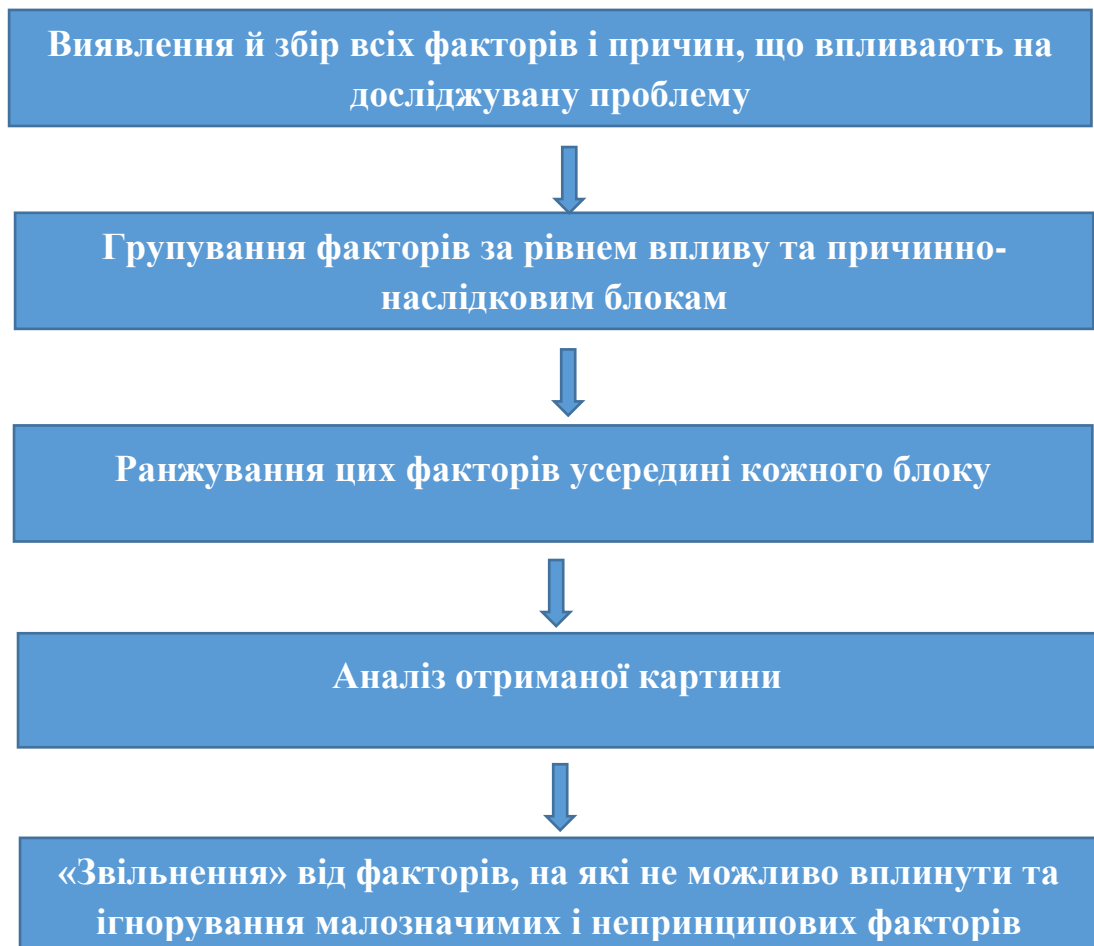 Виявлення й збір всіх факторів і причин, що впливають на
досліджувану проблему
Групування факторів за рівнем впливу та причинно-
наслідковим блокам
Ранжування цих факторів усередині кожного блоку
Аналіз отриманої картини
«Звільнення» від факторів, на які не можливо вплинути та
ігнорування малозначимих і непринципових факторів